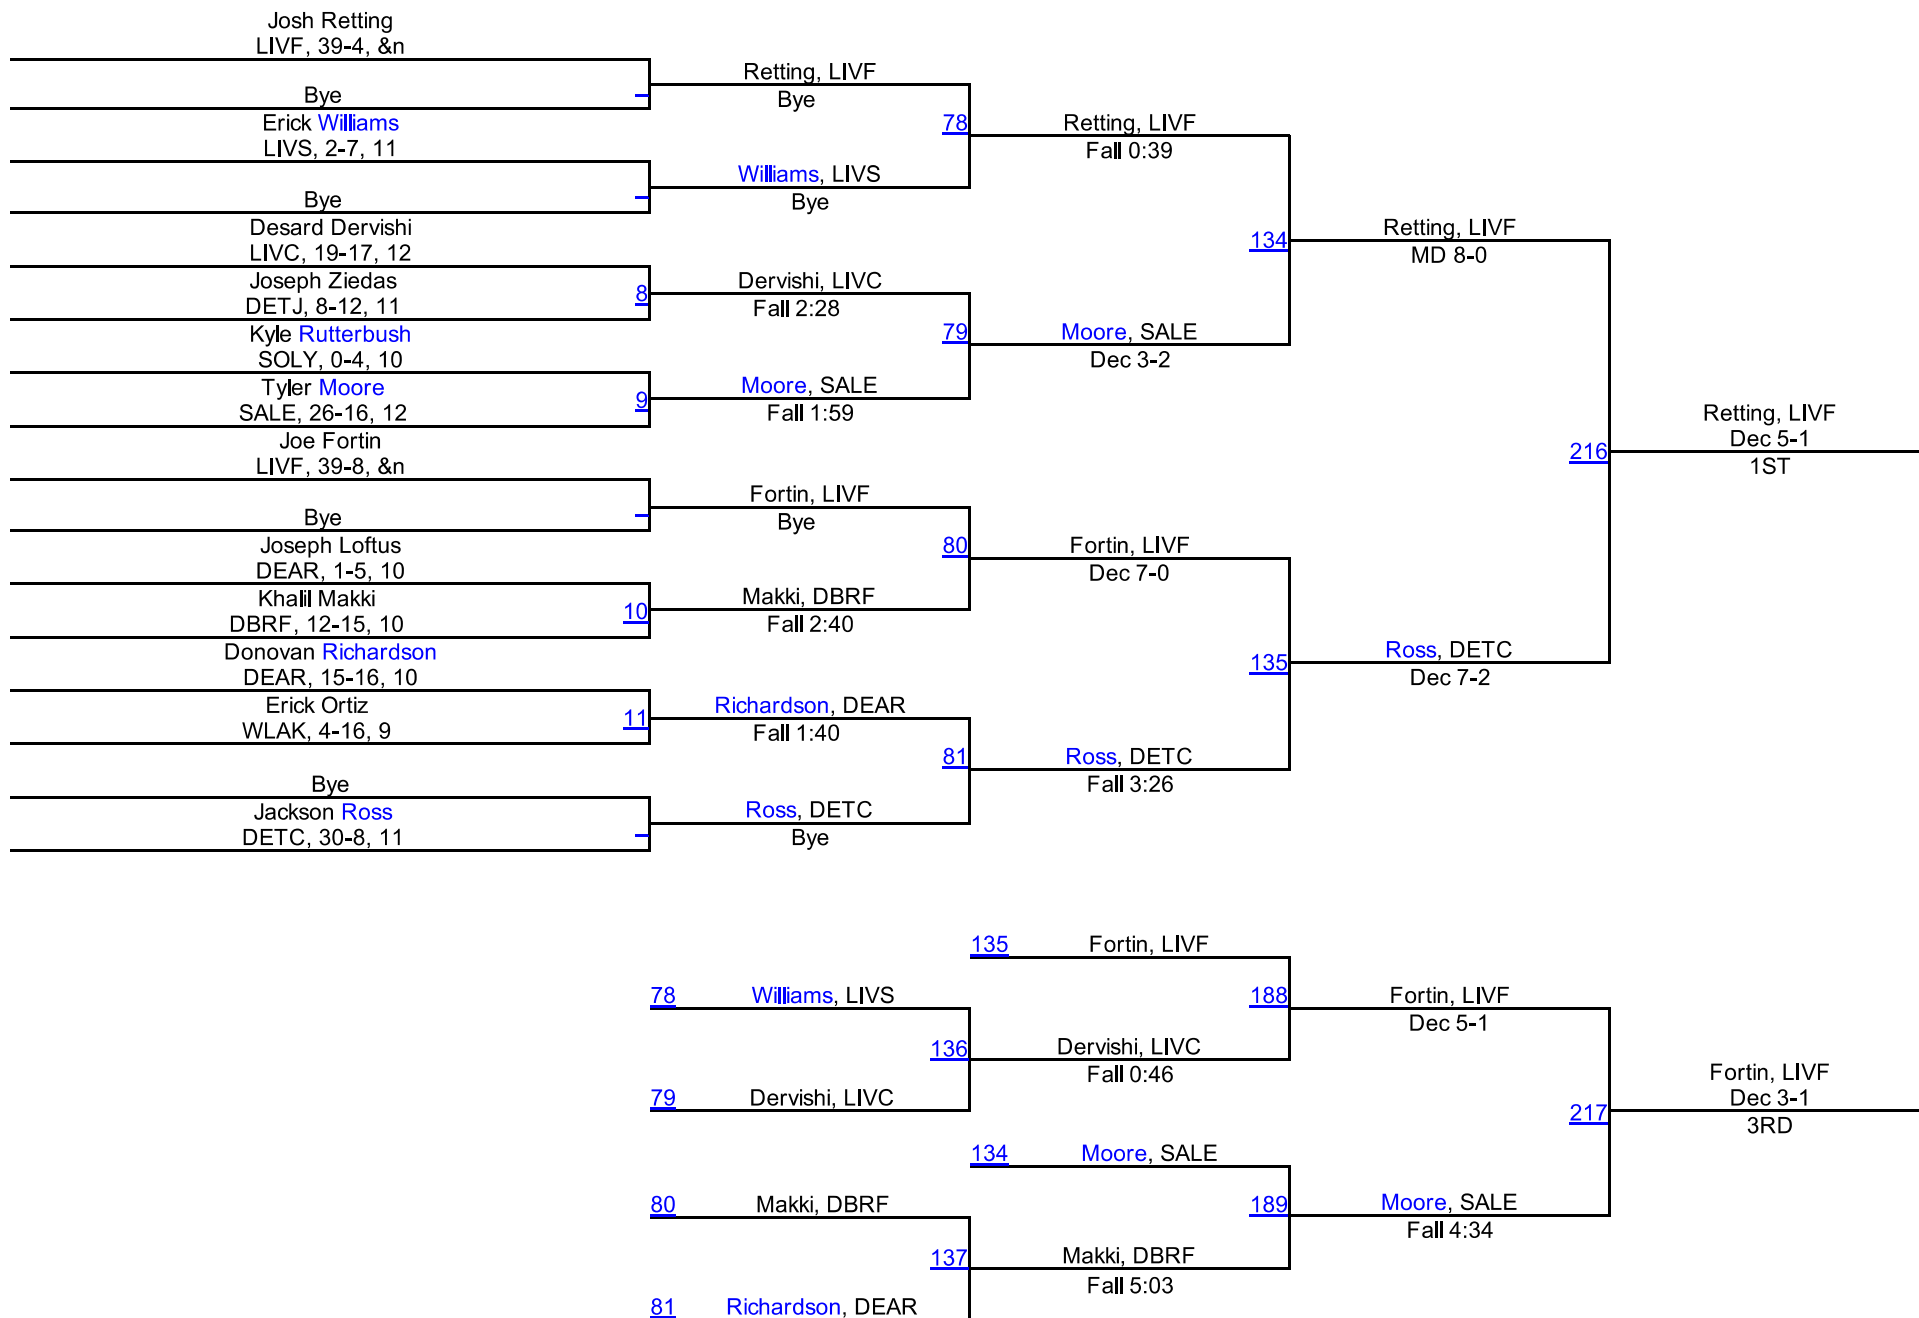 Josh Retting
LIVF, 39-4, &n
Bye
Erick Williams
LIVS, 2-7, 11
Bye
Desard Dervishi
LIVC, 19-17, 12
Joseph Ziedas
DETJ, 8-12, 11
8
Kyle Rutterbush
SOLY, 0-4, 10
Tyler Moore
SALE, 26-16, 12
9
Joe Fortin
LIVF, 39-8, &n
Bye
Joseph Loftus
DEAR, 1-5, 10
Khalil Makki
DBRF, 12-15, 10
10
Donovan Richardson
DEAR, 15-16, 10
Erick Ortiz
WLAK, 4-16, 9
11
Bye
Jackson Ross
DETC, 30-8, 11
Retting, LIVF
Bye
78
Williams, LIVS
Bye
Dervishi, LIVC
Fall 2:28
79
Moore, SALE
Fall 1:59
Fortin, LIVF
Bye
80
Makki, DBRF
Fall 2:40
Richardson, DEAR
Fall 1:40
81
Ross, DETC
Bye
Retting, LIVF
Fall 0:39
134
Moore, SALE
Dec 3-2
Fortin, LIVF
Dec 7-0
135
Ross, DETC
Fall 3:26
Retting, LIVF
MD 8-0
216
Ross, DETC
Dec 7-2
Retting, LIVF
Dec 5-1
1ST
78 Williams, LIVS
136
79 Dervishi, LIVC
80 Makki, DBRF
137
81 Richardson, DEAR
135 Fortin, LIVF
188
Dervishi, LIVC
Fall 0:46
134 Moore, SALE
189
Makki, DBRF
Fall 5:03
Fortin, LIVF
Dec 5-1
217
Moore, SALE
Fall 4:34
Fortin, LIVF
Dec 3-1
3RD